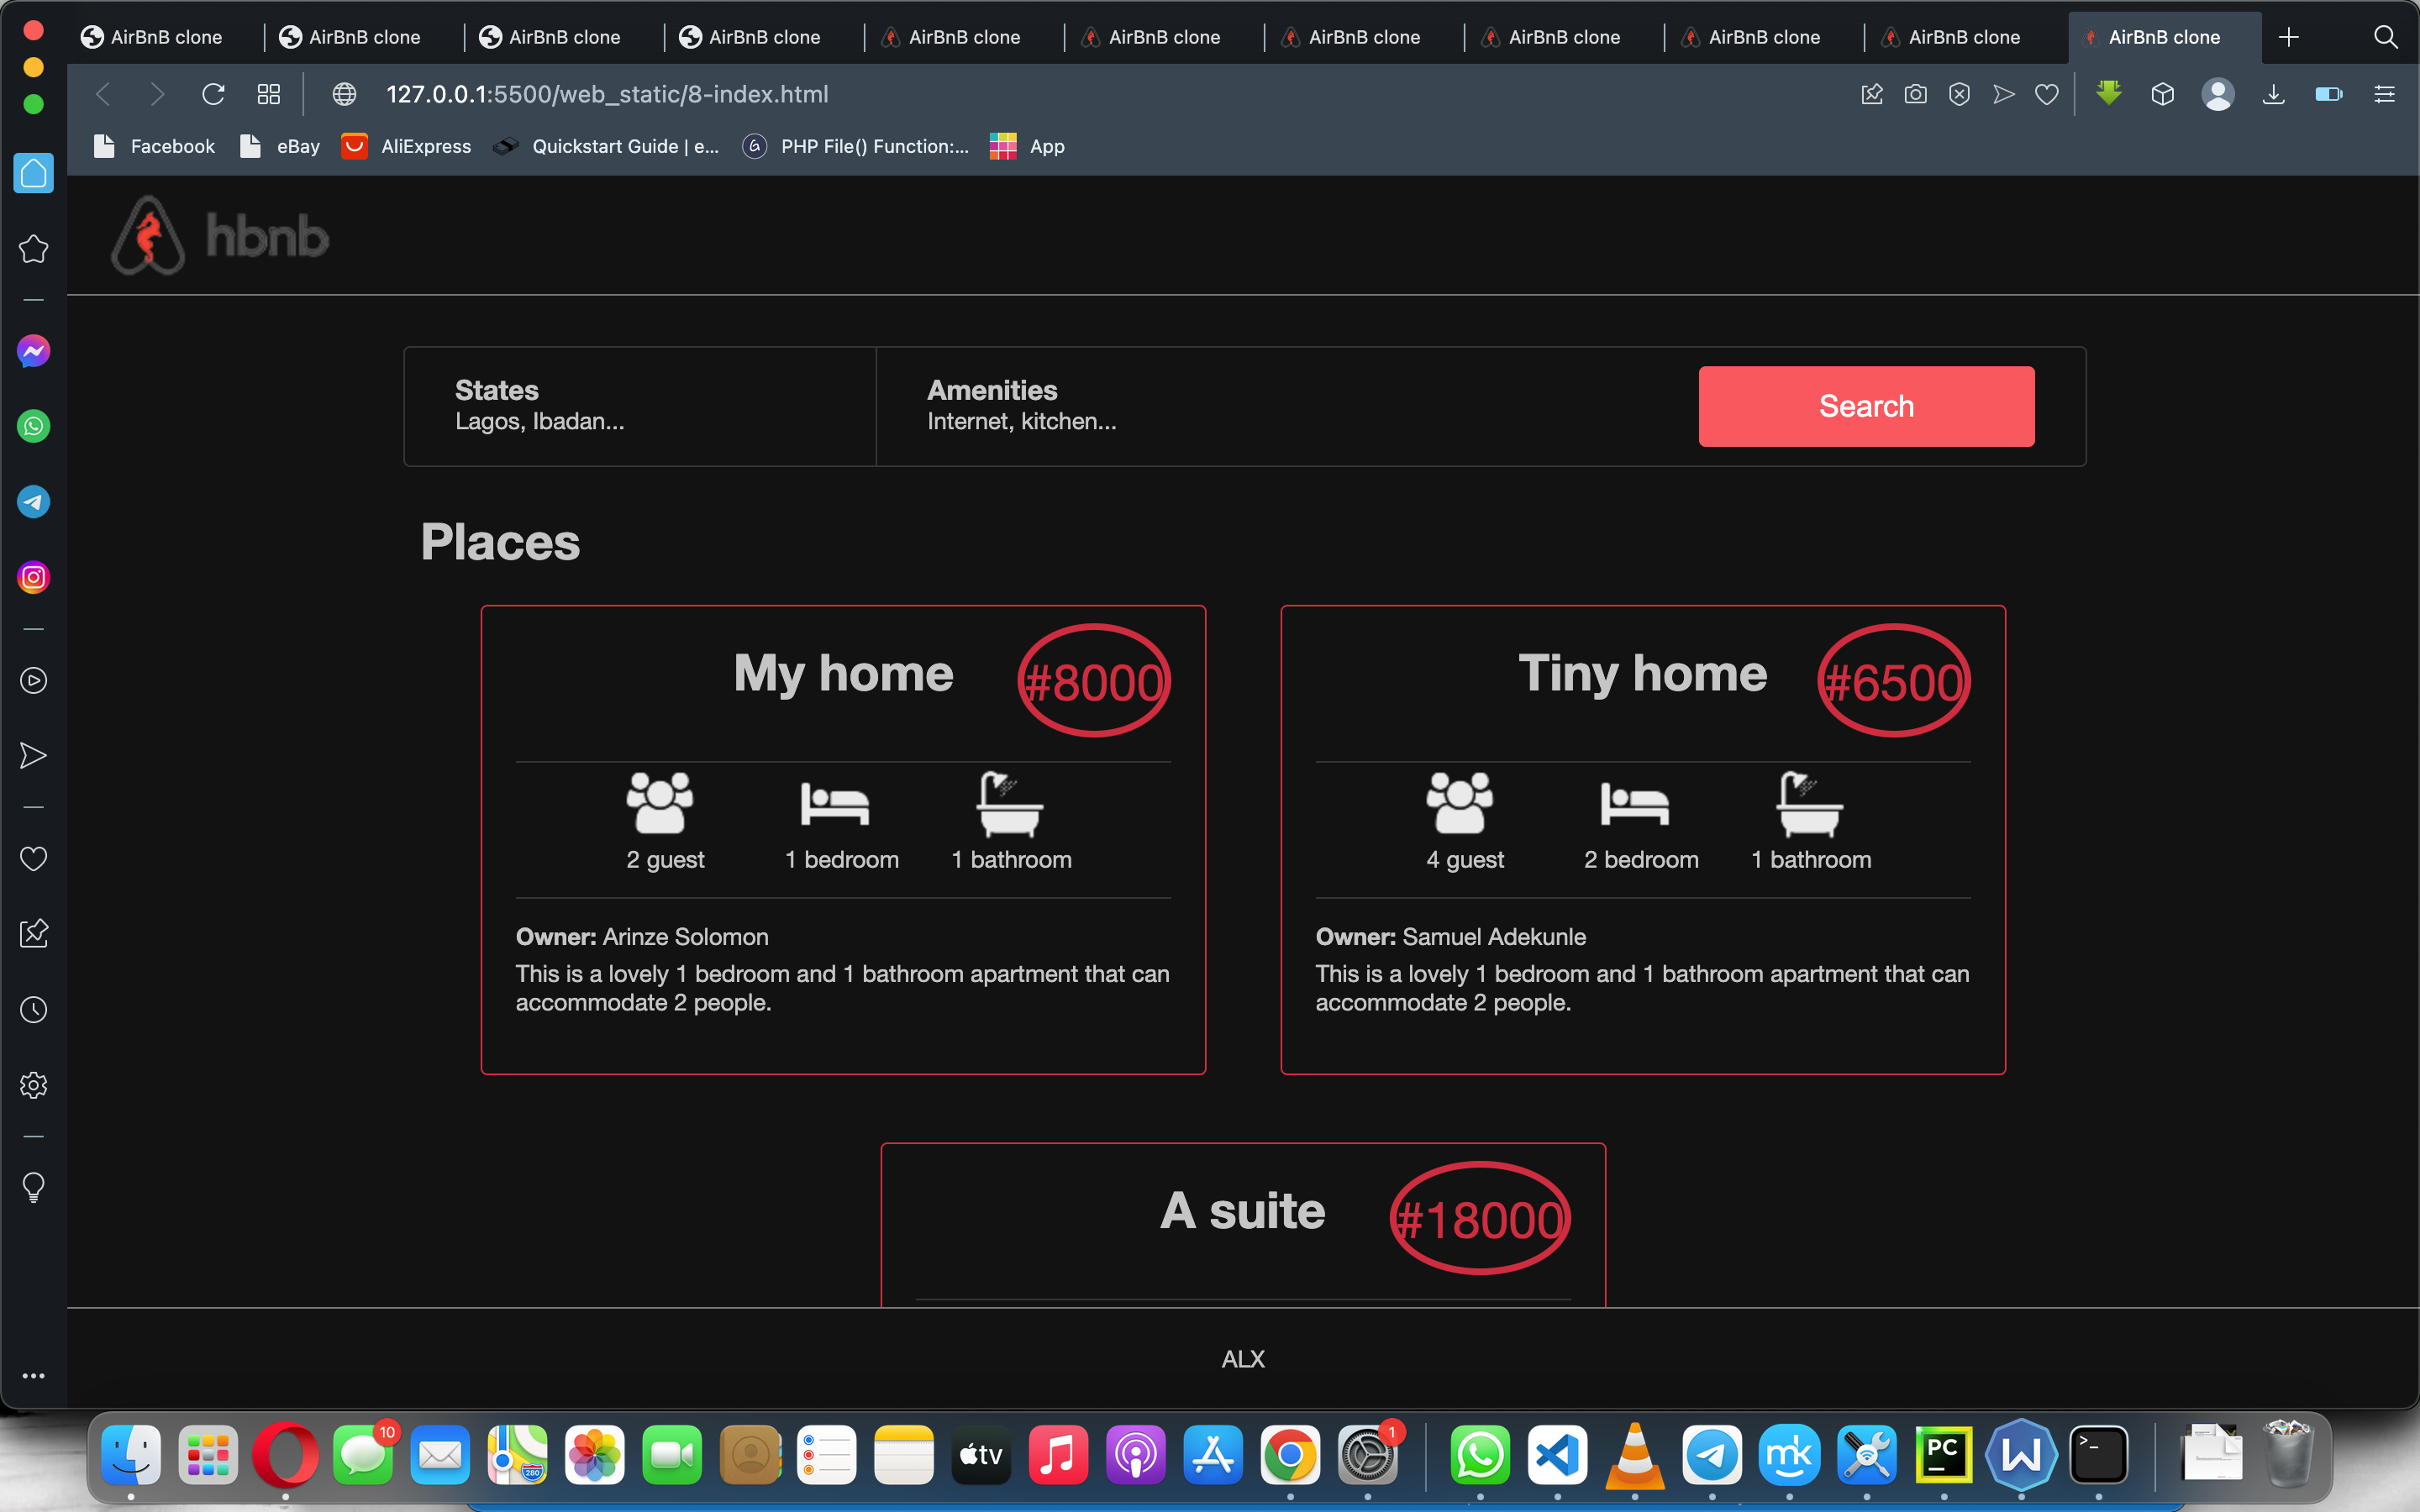 AirBnB clone
AirBnB clone
AirBnB clone
AirBnB clone
AirBnB clone
AirBnB clone
AirBnB clone
AirBnB clone
AirBnB clone
AirBnB clone
AirBnB clone
127.0.0.1:5500/web_static/8-index.html
Facebook
eBay
AliExpress
Quickstart Guide | e...
PHP File() Function:...
App
hbnb
States
Lagos, Ibadan...
Amenities
Internet, kitchen...
Search
Places
My home
#8000
2 guest
1 bedroom
1 bathroom
Owner: Arinze Solomon
This is a lovely 1 bedroom and 1 bathroom apartment that can
accommodate 2 people.
Tiny home
#6500
4 guest
2 bedroom
1 bathroom
Owner: Samuel Adekunle
This is a lovely 1 bedroom and 1 bathroom apartment that can
accommodate 2 people.
A suite
#18000
ALX
10
280
tv
1
mk
PC
W
>_